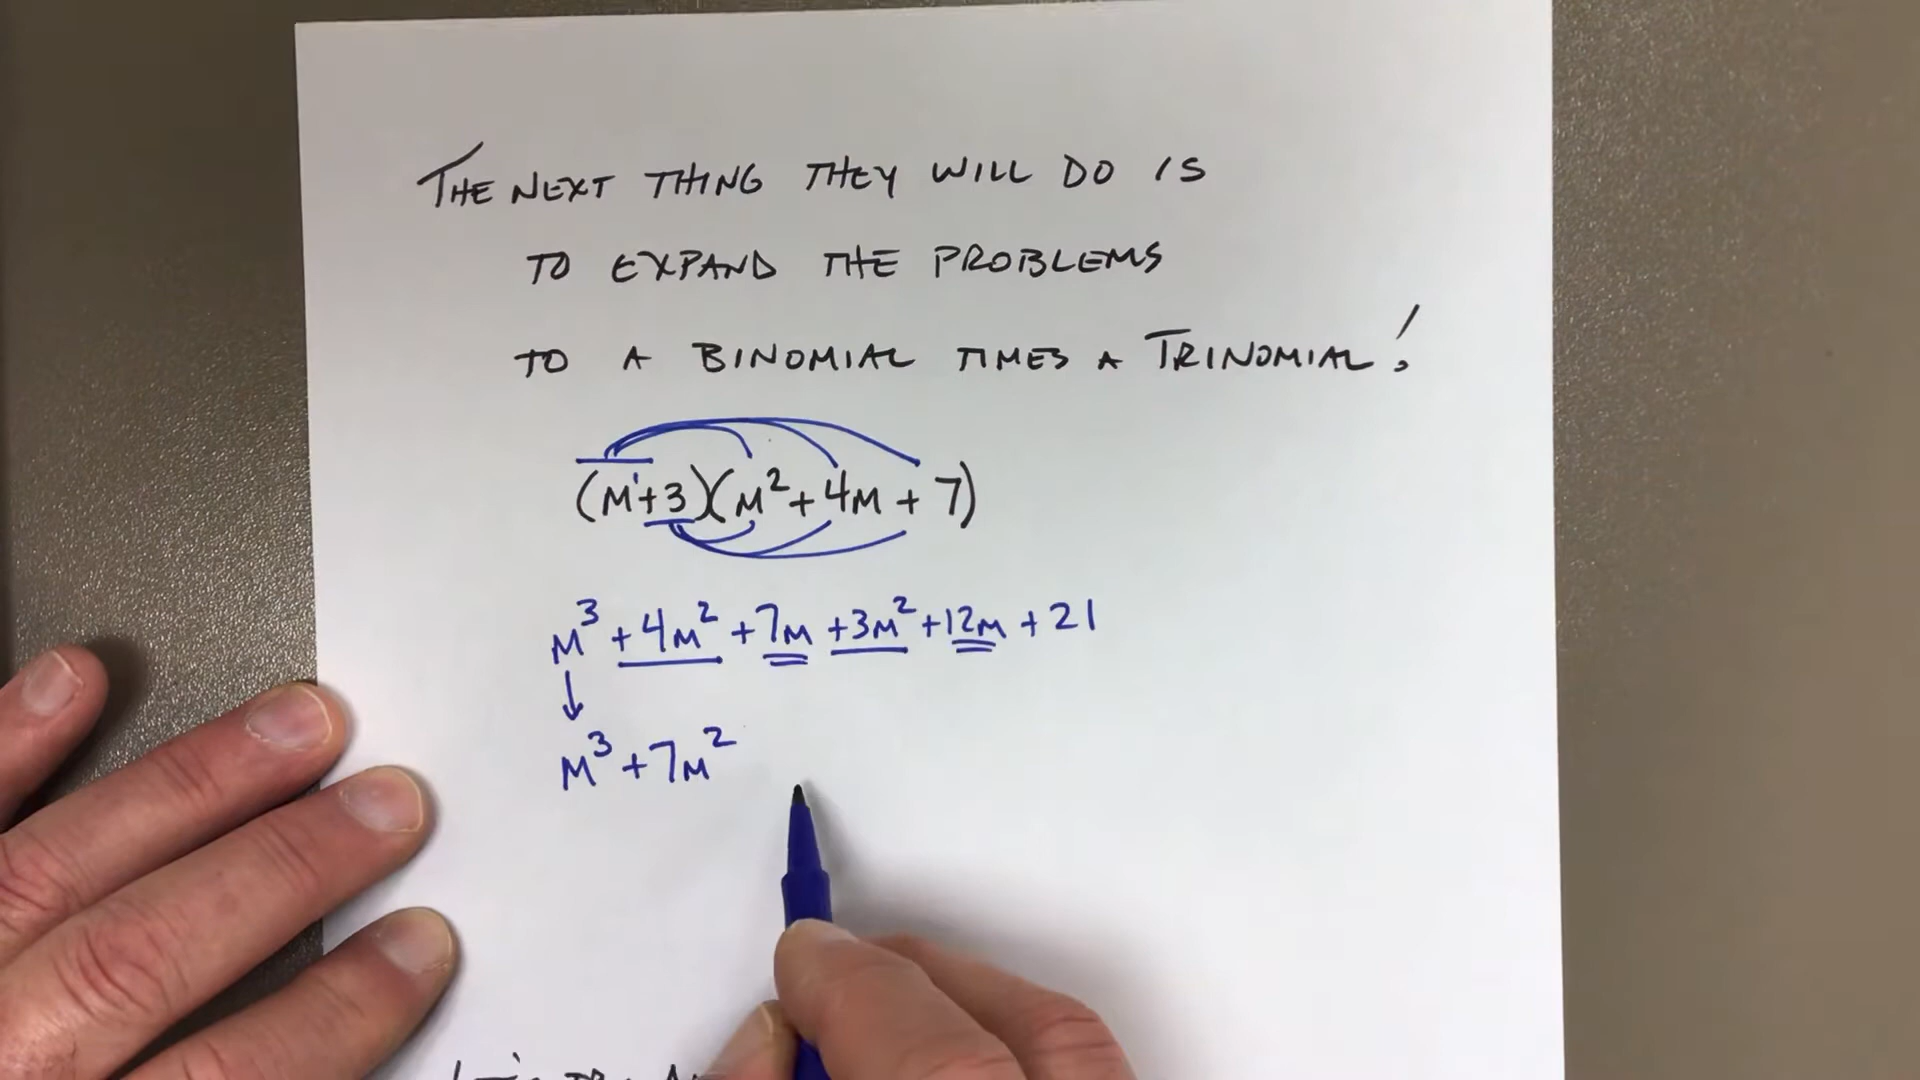 THE NEXT THING THEY WILL DO IS
TO EXPAND THE PROBLEMS
TO A BINOMIAL TIMES A TRINOMIAL!
(M+3)(M²+4M+7)
M³+4M²+7M+3M²+12M+21
↓
M³+7M²